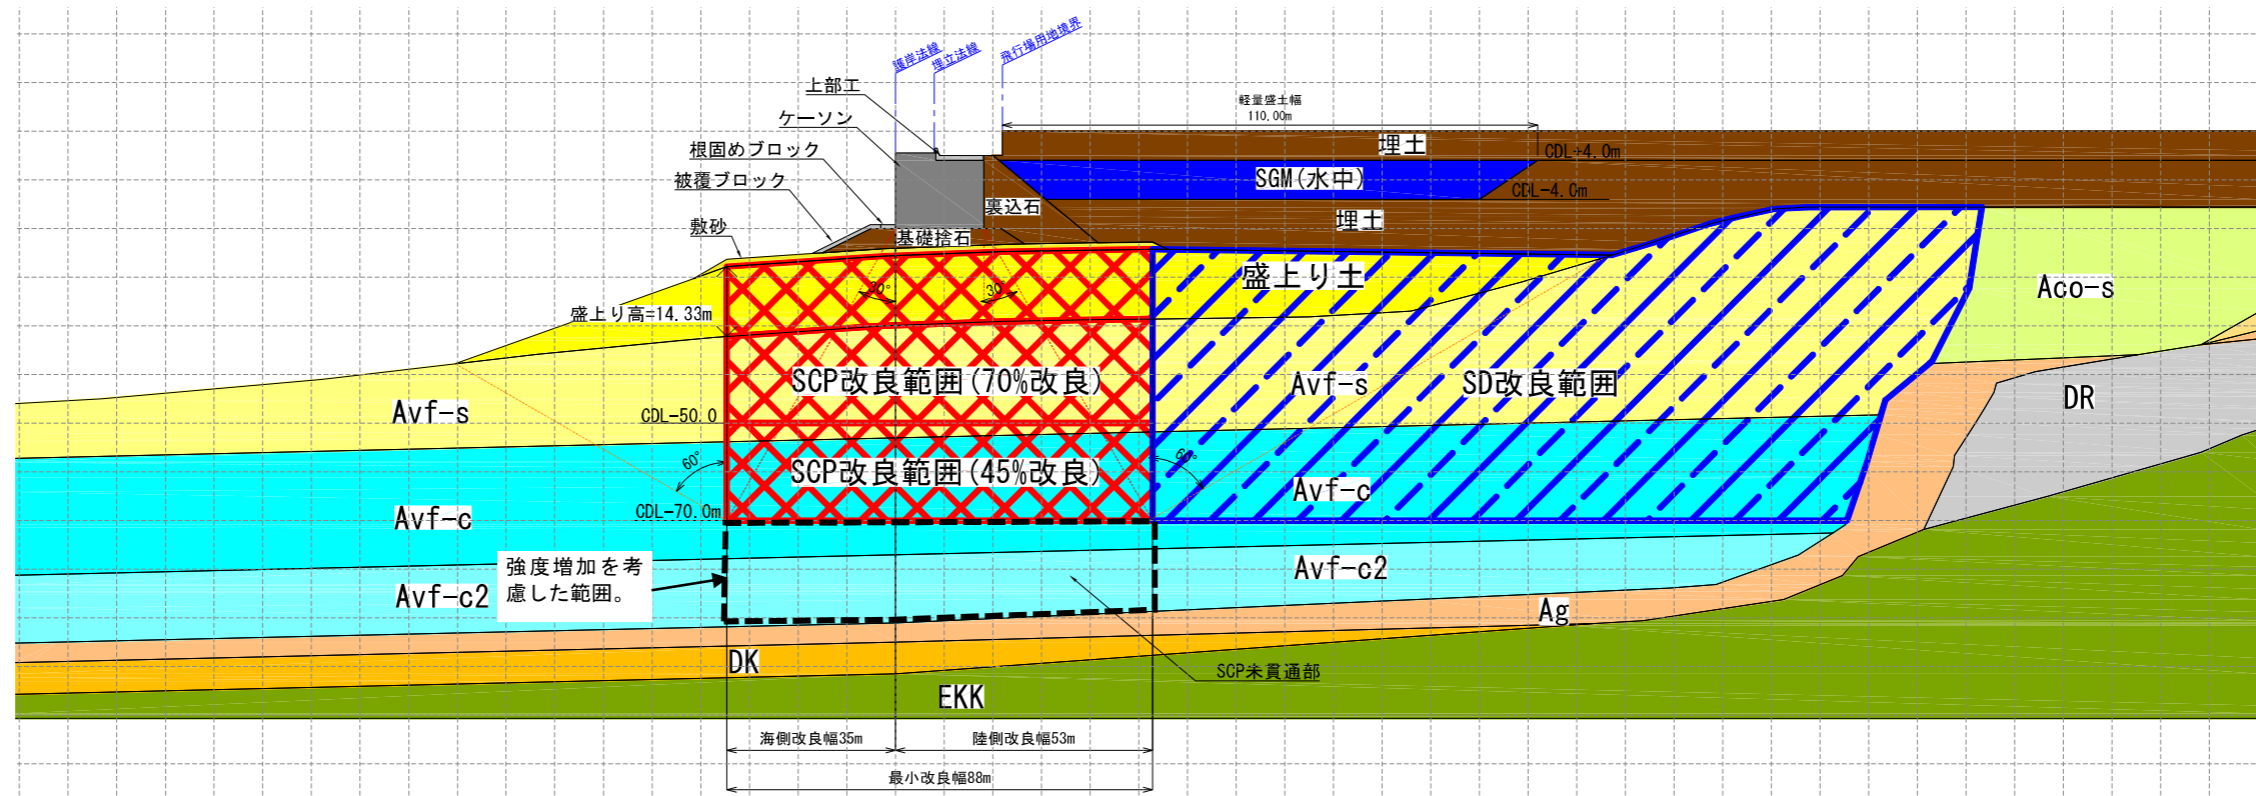 護岸法線
埋立法線
飛行場用地境界
上部工
ケーソン
根固めブロック
被覆ブロック
敷砂
軽量盛土幅
110.00m
埋土
CDL+4.0m
SGM(水中)
CDL-4.0m
裏込石
埋土
基礎捨石
盛上り土
30°
30°
盛上り高=14.33m
Aco-s
SCP改良範囲(70%改良)
Avf-s
SD改良範囲
DR
Avf-s
CDL-50.0
SCP改良範囲(45%改良)
60°
60°
Avf-c
CDL-70.0m
Avf-c
強度増加を考
慮した範囲。
Avf-c2
Avf-c2
Ag
DK
SCP未貫通部
EKK
海側改良幅35m
陸側改良幅53m
最小改良幅88m